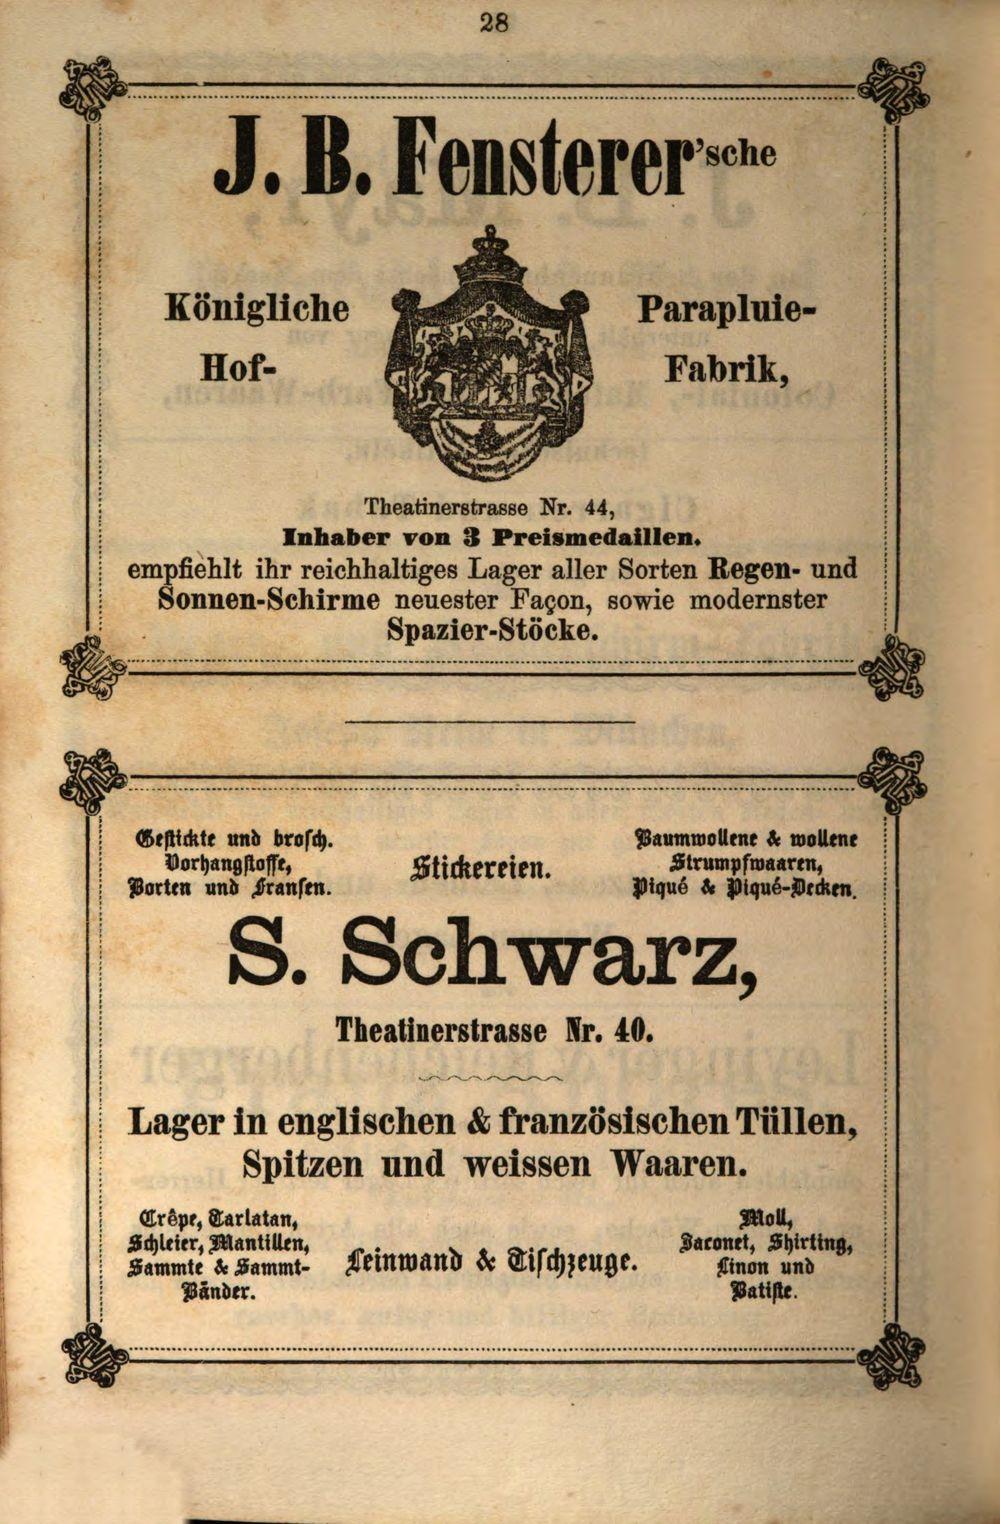 28
J. B. Fensterer'sche
Königliche
Hof-
Parapluie-
Fabrik,
Theatinerstrasse Nr. 44,
Inhaber von 3 Preismedaillen.
empfiehlt ihr reichhaltiges Lager aller Sorten Regen- und
Sonnen-Schirme neuester Façon, sowie modernster
Spazier-Stöcke.
Gestickte und brosch.
Vorhangstoffe,
Borten und Fransen.
Stickereien.
Baumwollene & wollene
Strumpfwaaren,
Piqué & Piqué-Decken.
S. Schwarz,
Theatinerstrasse Nr. 40.
Lager in englischen & französischen Tüllen,
Spitzen und weissen Waaren.
Crêpe, Tarlatan,
Schleier, Mantillen,
Sammte & Sammt-
Bänder.
Leinwand & Tischzeuge.
Moll,
Jaconet, Shirting,
Linon und
Batiste.